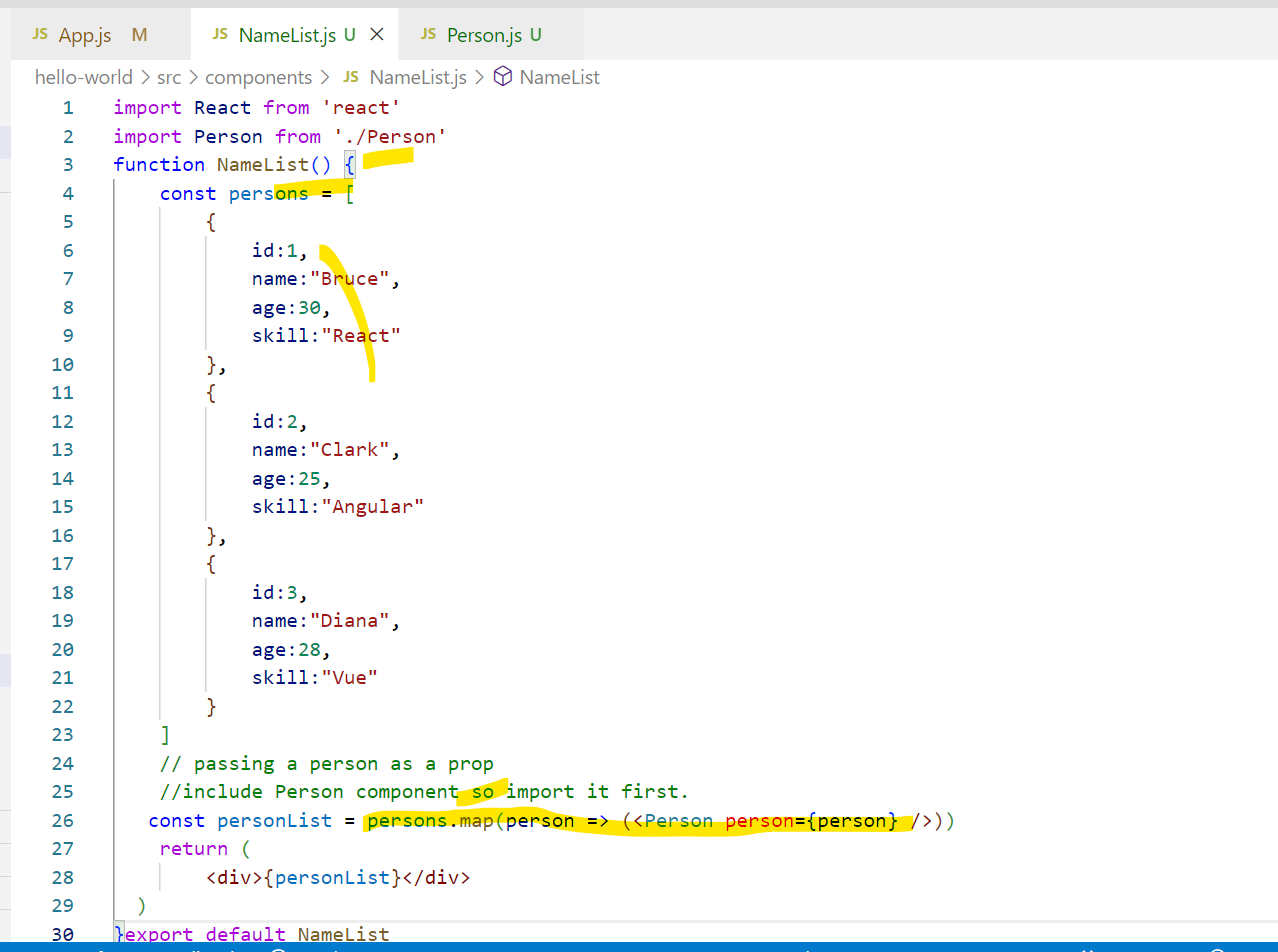 JS App.js M JS NameList.js U × JS Person.js U
hello-world > src > components > JS NameList.js > NameList
1 import React from 'react'
2 import Person from './Person'
3 function NameList() {
4 const persons = [
5 {
6 id:1,
7 name:"Bruce",
8 age:30,
9 skill:"React"
10 },
11 {
12 id:2,
13 name:"Clark",
14 age:25,
15 skill:"Angular"
16 },
17 {
18 id:3,
19 name:"Diana",
20 age:28,
21 skill:"Vue"
22 }
23 ]
24 // passing a person as a prop
25 //include Person component so import it first.
26 const personList = persons.map(person => (<Person person={person} />))
27 return (
28 <div>{personList}</div>
29 )
30 }export default NameList